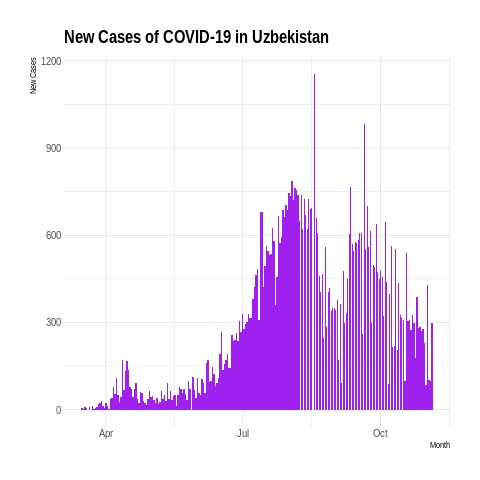 New Cases of COVID-19 in Uzbekistan
New Cases
1200
900
600
300
0
Apr
Jul
Oct
Month